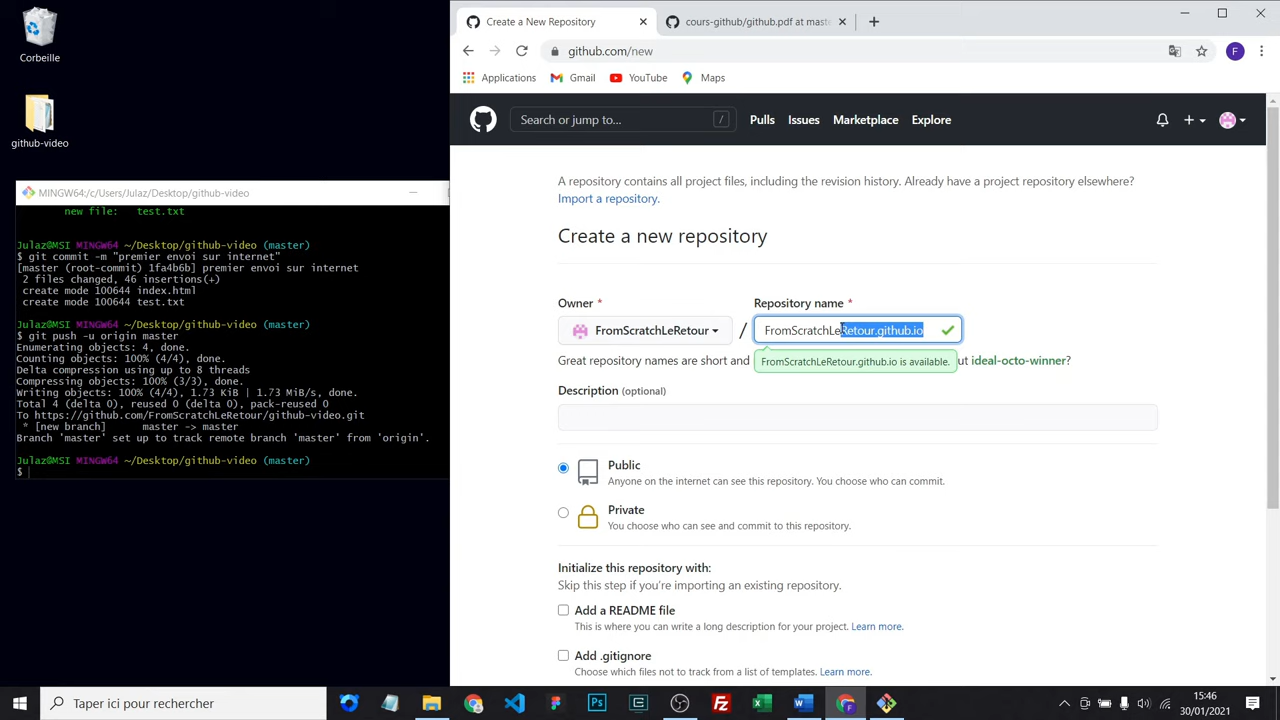 Corbeille
github-video
MINGW64:/c/Users/Julaz/Desktop/github-video
new file:   test.txt
Julaz@MSI MINGW64 ~/Desktop/github-video (master)
$ git commit -m "premier envoi sur internet"
[master (root-commit) 1fa4b6b] premier envoi sur internet
2 files changed, 46 insertions(+)
create mode 100644 index.html
create mode 100644 test.txt
Julaz@MSI MINGW64 ~/Desktop/github-video (master)
$ git push -u origin master
Enumerating objects: 4, done.
Counting objects: 100% (4/4), done.
Delta compression using up to 8 threads
Compressing objects: 100% (3/3), done.
Writing objects: 100% (4/4), 1.73 KiB | 1.73 MiB/s, done.
Total 4 (delta 0), reused 0 (delta 0), pack-reused 0
To https://github.com/FromScratchLeRetour/github-video.git
* [new branch]      master -> master
Branch 'master' set up to track remote branch 'master' from 'origin'.
Julaz@MSI MINGW64 ~/Desktop/github-video (master)
$
Create a New Repository
cours-github/github.pdf at mast
github.com/new
F
Applications
Gmail
YouTube
Maps
Search or jump to...
/
Pulls
Issues
Marketplace
Explore
A repository contains all project files, including the revision history. Already have a project repository elsewhere?
Import a repository.
Create a new repository
Owner *
Repository name *
FromScratchLeRetour
/
FromScratchLeRetour.github.io
Great repository names are short and
FromScratchLeRetour.github.io is available.
ut ideal-octo-winner?
Description (optional)
Public
Anyone on the internet can see this repository. You choose who can commit.
Private
You choose who can see and commit to this repository.
Initialize this repository with:
Skip this step if you're importing an existing repository.
Add a README file
This is where you can write a long description for your project. Learn more.
Add .gitignore
Choose which files not to track from a list of templates. Learn more.
Taper ici pour rechercher
15:46
30/01/2021